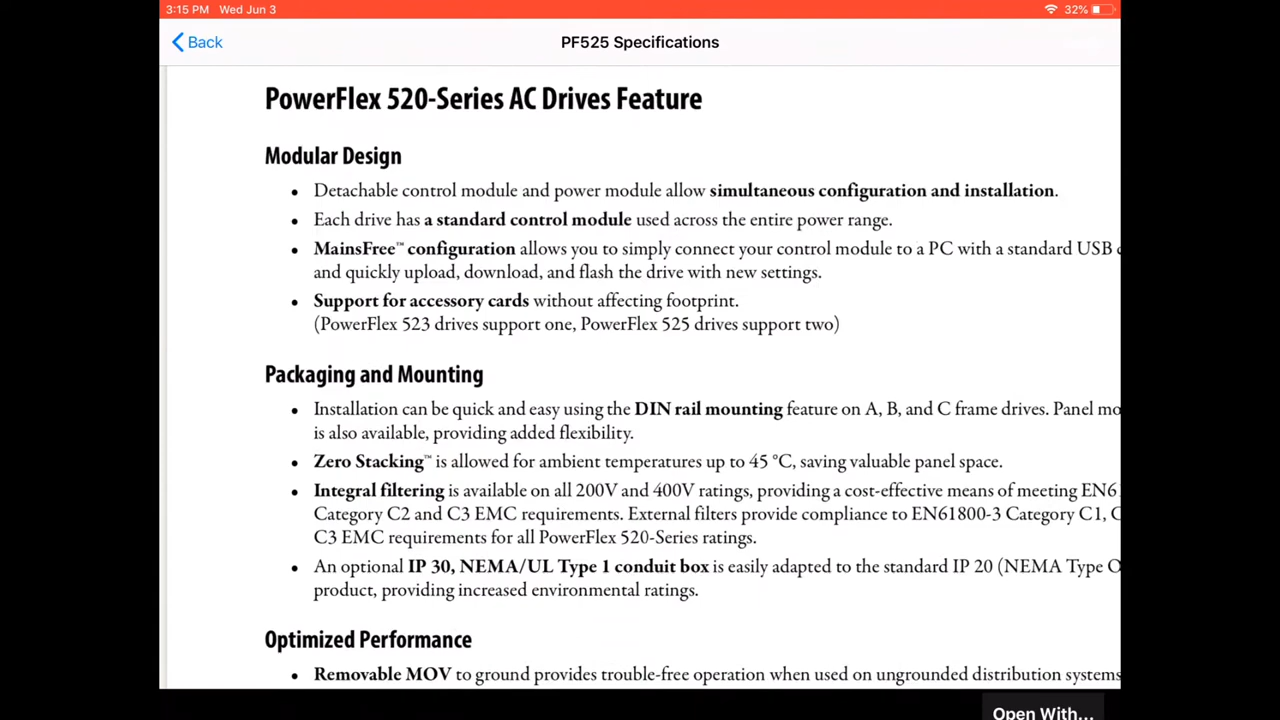 3:15 PM Wed Jun 3
32%
Back
PF525 Specifications
PowerFlex 520-Series AC Drives Feature
Modular Design
• Detachable control module and power module allow simultaneous configuration and installation.
• Each drive has a standard control module used across the entire power range.
• MainsFree™ configuration allows you to simply connect your control module to a PC with a standard USB
and quickly upload, download, and flash the drive with new settings.
• Support for accessory cards without affecting footprint.
(PowerFlex 523 drives support one, PowerFlex 525 drives support two)
Packaging and Mounting
• Installation can be quick and easy using the DIN rail mounting feature on A, B, and C frame drives. Panel
is also available, providing added flexibility.
• Zero Stacking™ is allowed for ambient temperatures up to 45 °C, saving valuable panel space.
• Integral filtering is available on all 200V and 400V ratings, providing a cost-effective means of meeting
Category C2 and C3 EMC requirements. External filters provide compliance to EN61800-3 Category C1,
C3 EMC requirements for all PowerFlex 520-Series ratings.
• An optional IP 30, NEMA/UL Type 1 conduit box is easily adapted to the standard IP 20 (NEMA Type
product, providing increased environmental ratings.
Optimized Performance
• Removable MOV to ground provides trouble-free operation when used on ungrounded distribution systems
Open With...